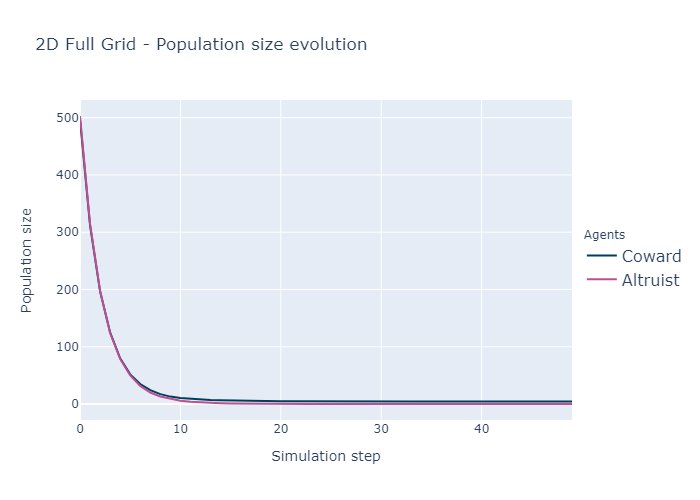 2D Full Grid - Population size evolution
500
400
300
200
100
0
Population size
0 10 20 30 40
Simulation step
Agents
Coward
Altruist